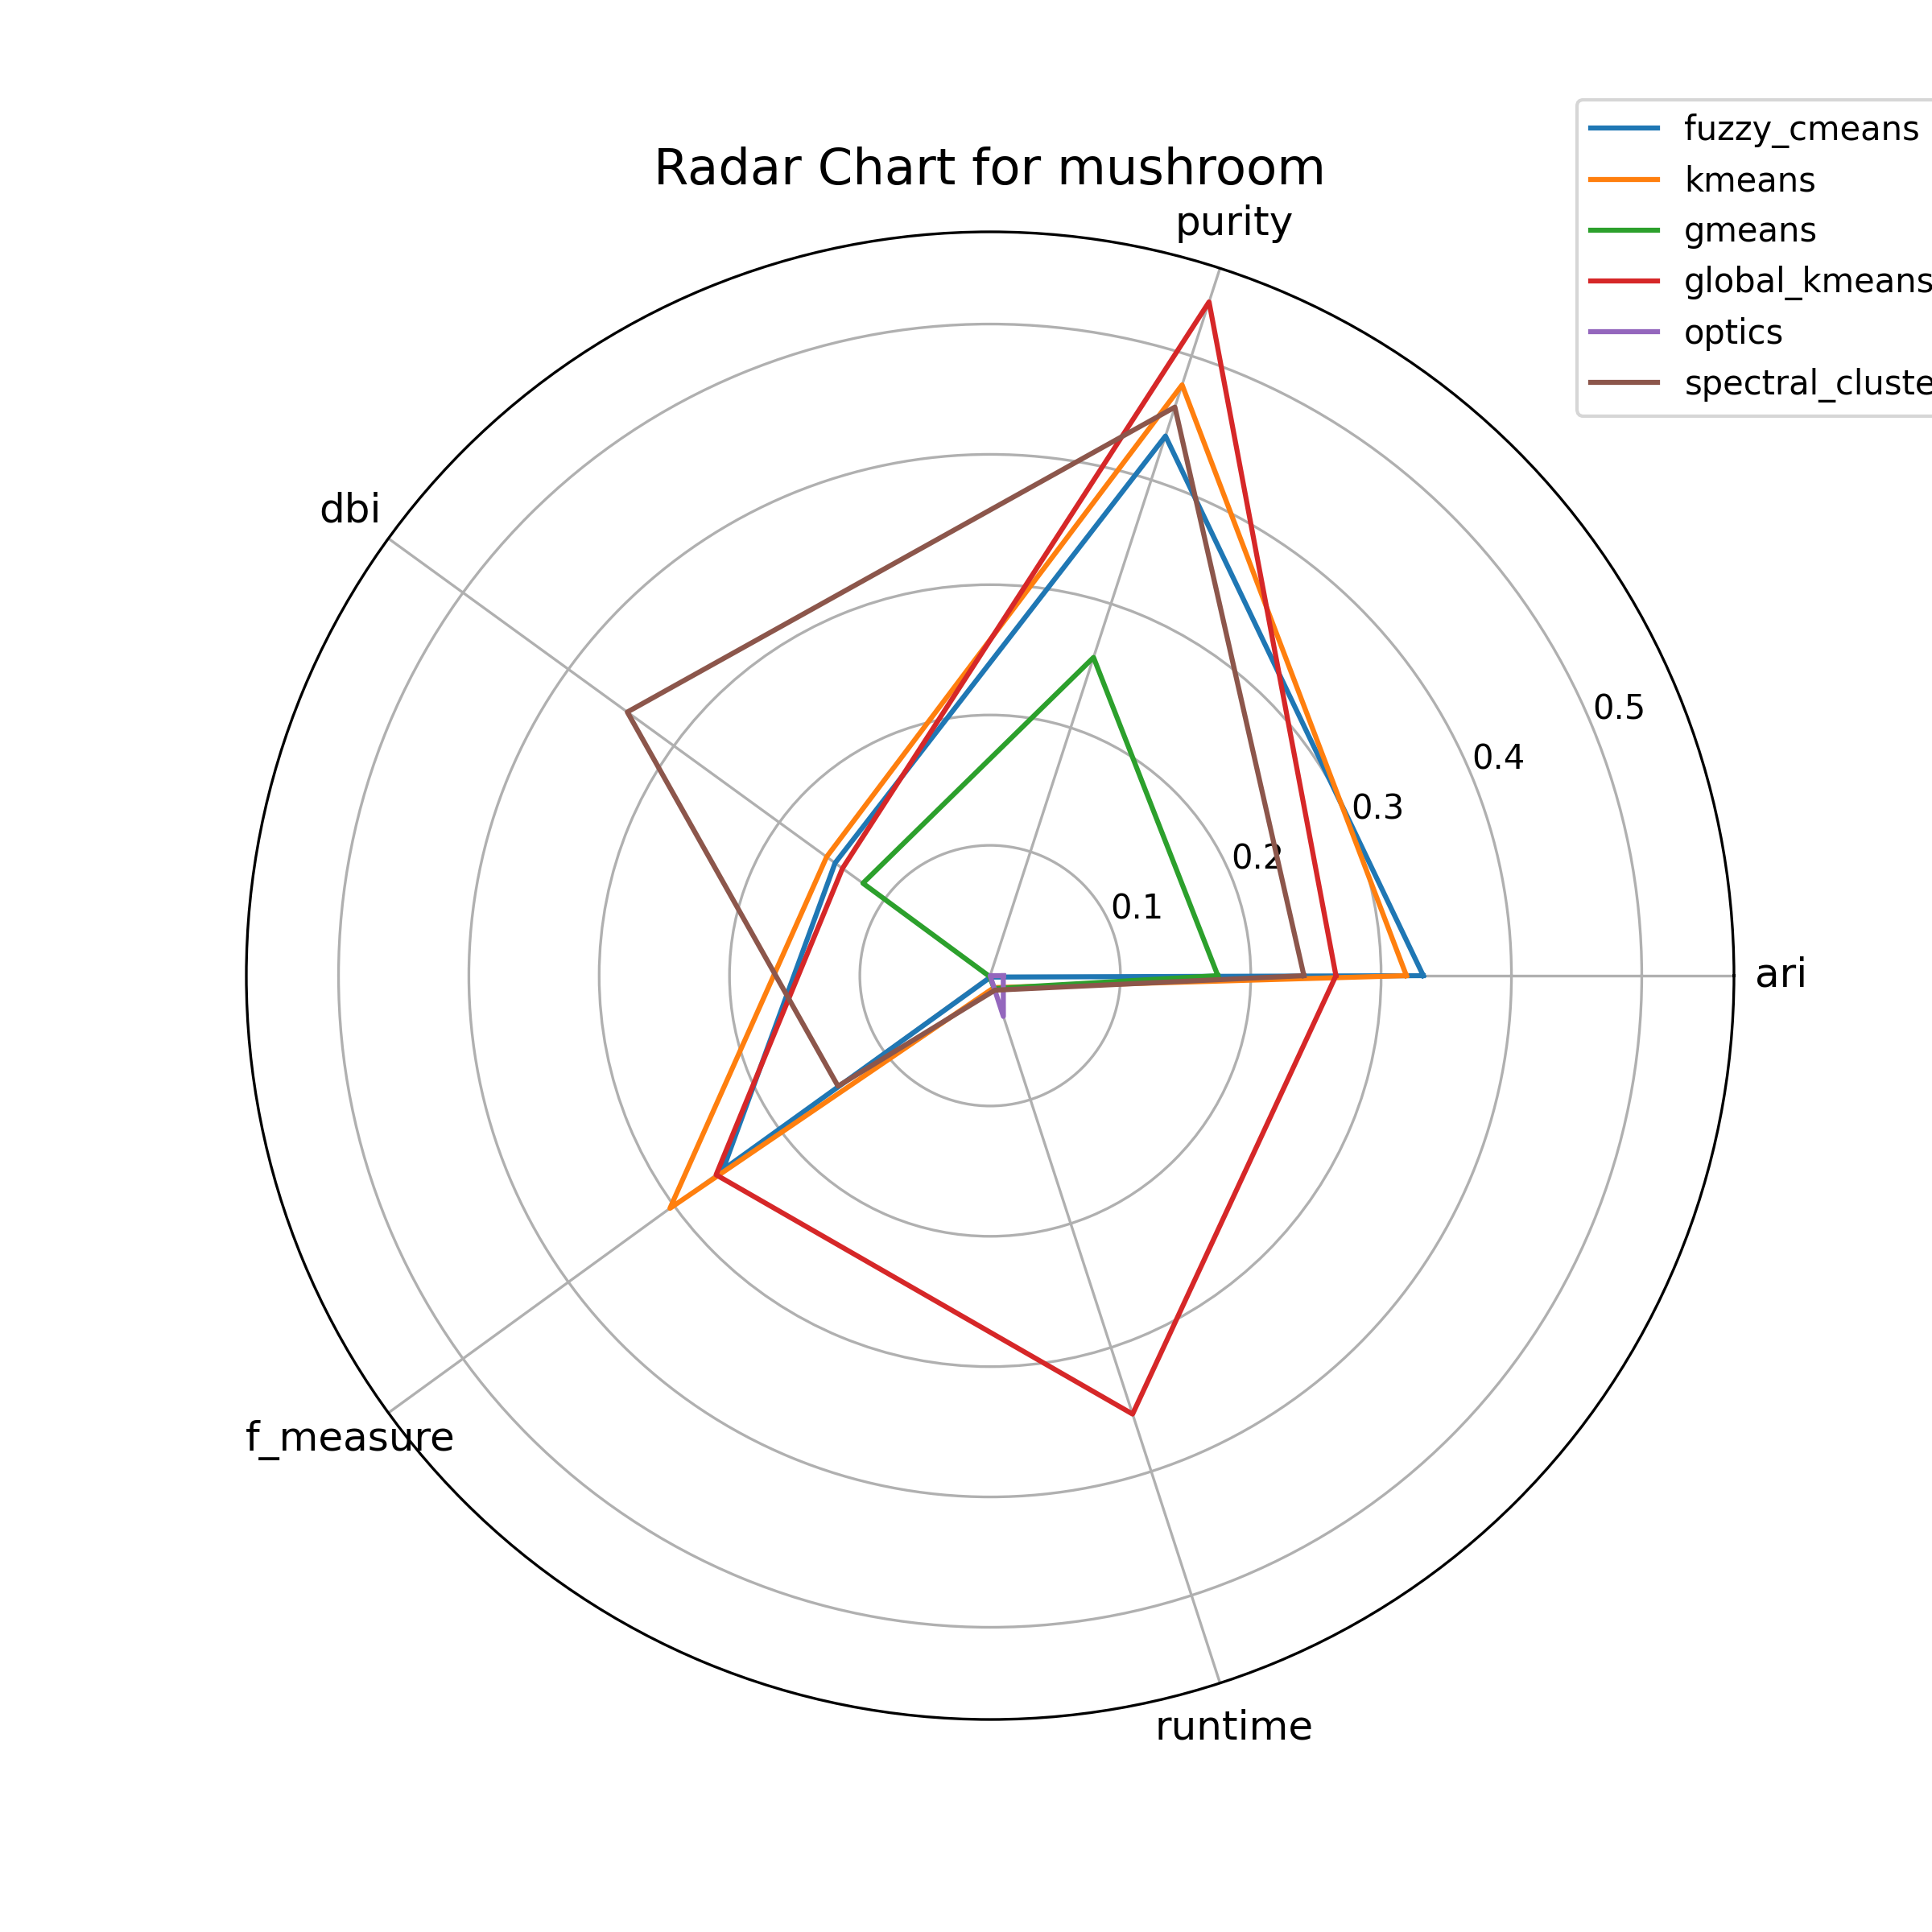 Radar Chart for mushroom
fuzzy_cmeans
kmeans
gmeans
global_kmeans
optics
spectral_cluste
purity
dbi
ari
f_measure
runtime
0.5
0.4
0.3
0.2
0.1